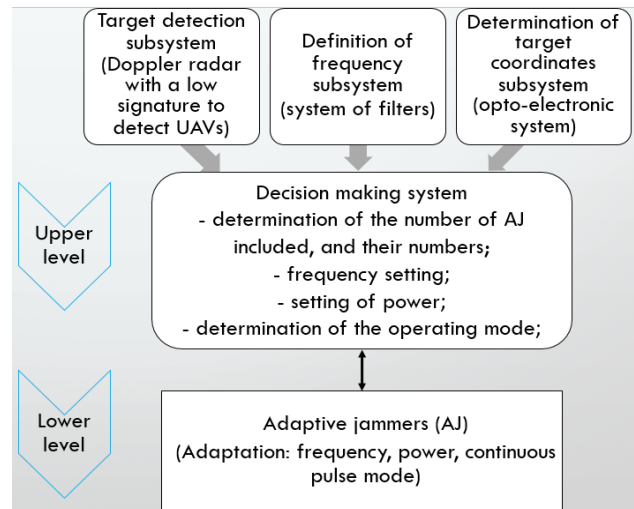 Target detection
subsystem
(Doppler radar
with a low
signature to
detect UAVs)
Definition of
frequency
subsystem
(system of filters)
Determination of
target
coordinates
subsystem
(opto-electronic
system)
Upper
level
Decision making system
- determination of the number of AJ
included, and their numbers;
- frequency setting;
- setting of power;
- determination of the operating mode;
Lower
level
Adaptive jammers (AJ)
(Adaptation: frequency, power, continuous
pulse mode)